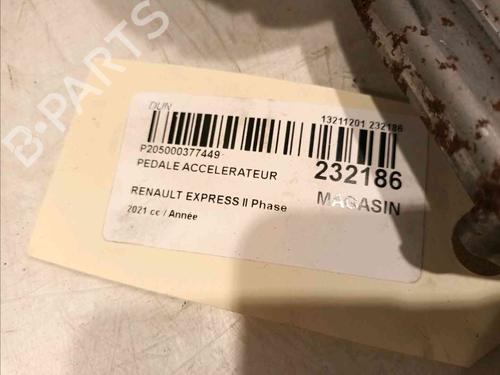 B-PARTS
DUN
13211201 232186
P205000377449
PEDALE ACCELERATEUR
232186
RENAULT EXPRESS II Phase
MAGASIN
2021 cc / Année